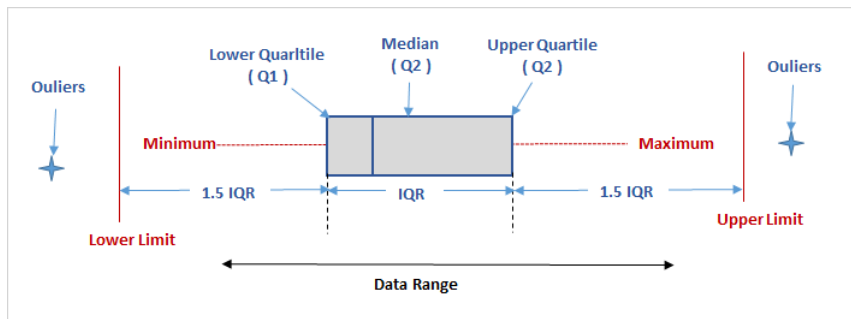 Ouliers
Lower Quarltile
( Q1 )
Median
( Q2 )
Upper Quartile
( Q2 )
Ouliers
Minimum
Maximum
1.5 IQR
IQR
1.5 IQR
Lower Limit
Upper Limit
Data Range